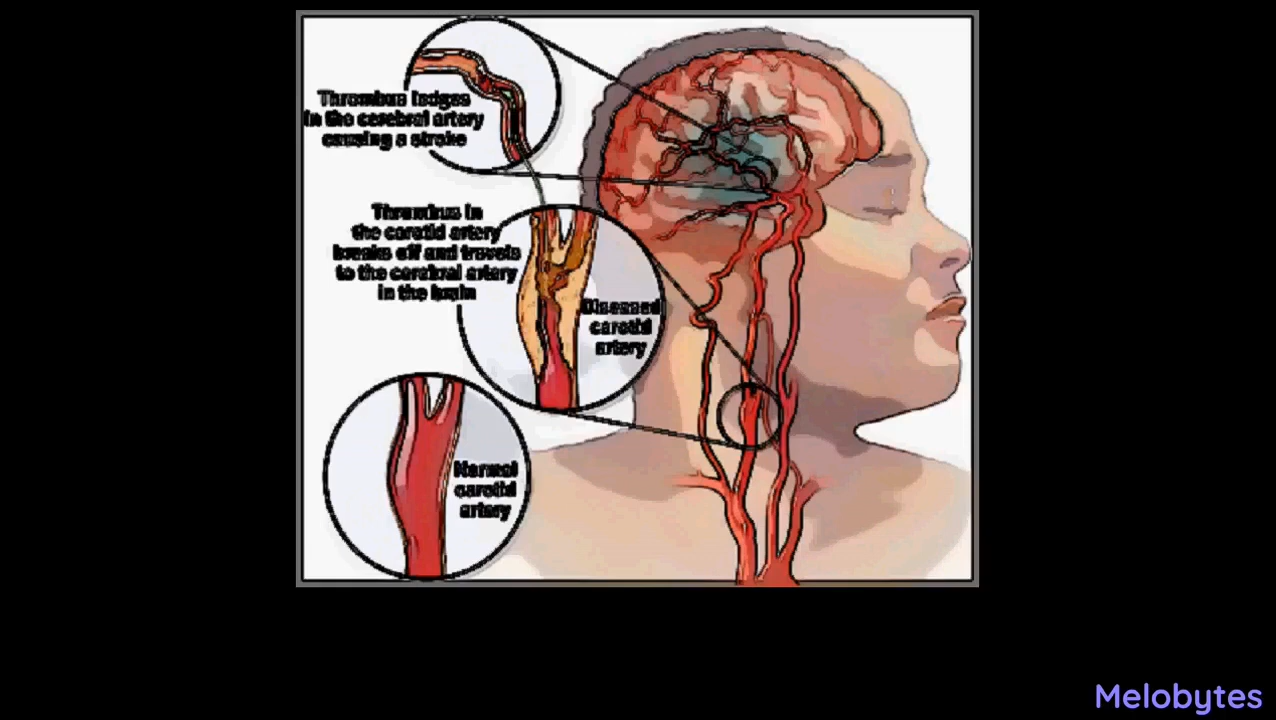 Thrombus lodges
in the cerebral artery
causing a stroke
Thrombus in
the carotid artery
breaks off and travels
to the cerebral artery
in the brain
Diseased
carotid
artery
Normal
carotid
artery
Melobytes